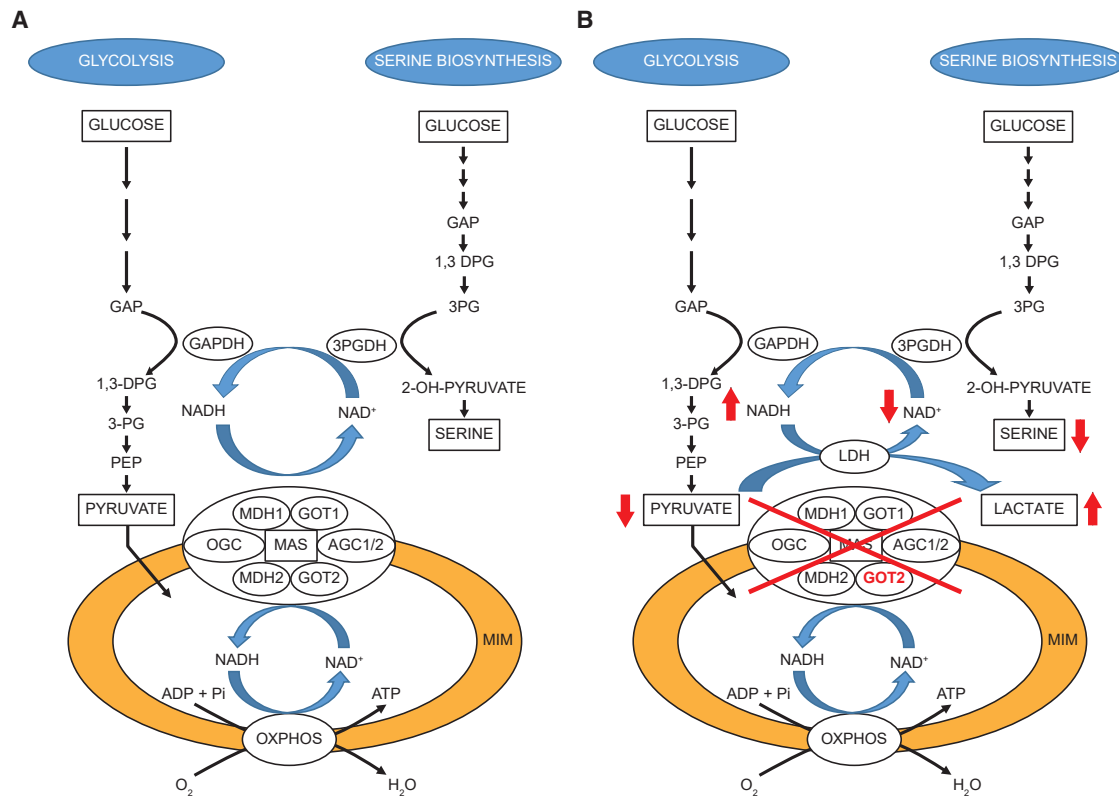 A
GLYCOLYSIS
SERINE BIOSYNTHESIS
GLUCOSE
GLUCOSE
GAP
1,3 DPG
GAP
3PG
GAPDH
3PGDH
1,3-DPG
2-OH-PYRUVATE
NADH
NAD⁺
3-PG
SERINE
PEP
PYRUVATE
MDH1
GOT1
OGC
MAS
AGC1/2
MDH2
GOT2
MIM
NADH
NAD⁺
ADP + Pi
ATP
OXPHOS
O₂
H₂O
B
GLYCOLYSIS
SERINE BIOSYNTHESIS
GLUCOSE
GLUCOSE
GAP
1,3 DPG
GAP
3PG
GAPDH
3PGDH
1,3-DPG
2-OH-PYRUVATE
NADH
NAD⁺
3-PG
SERINE
PEP
LDH
PYRUVATE
LACTATE
MDH1
GOT1
OGC
MAS
AGC1/2
MDH2
GOT2
MIM
NADH
NAD⁺
ADP + Pi
ATP
OXPHOS
O₂
H₂O